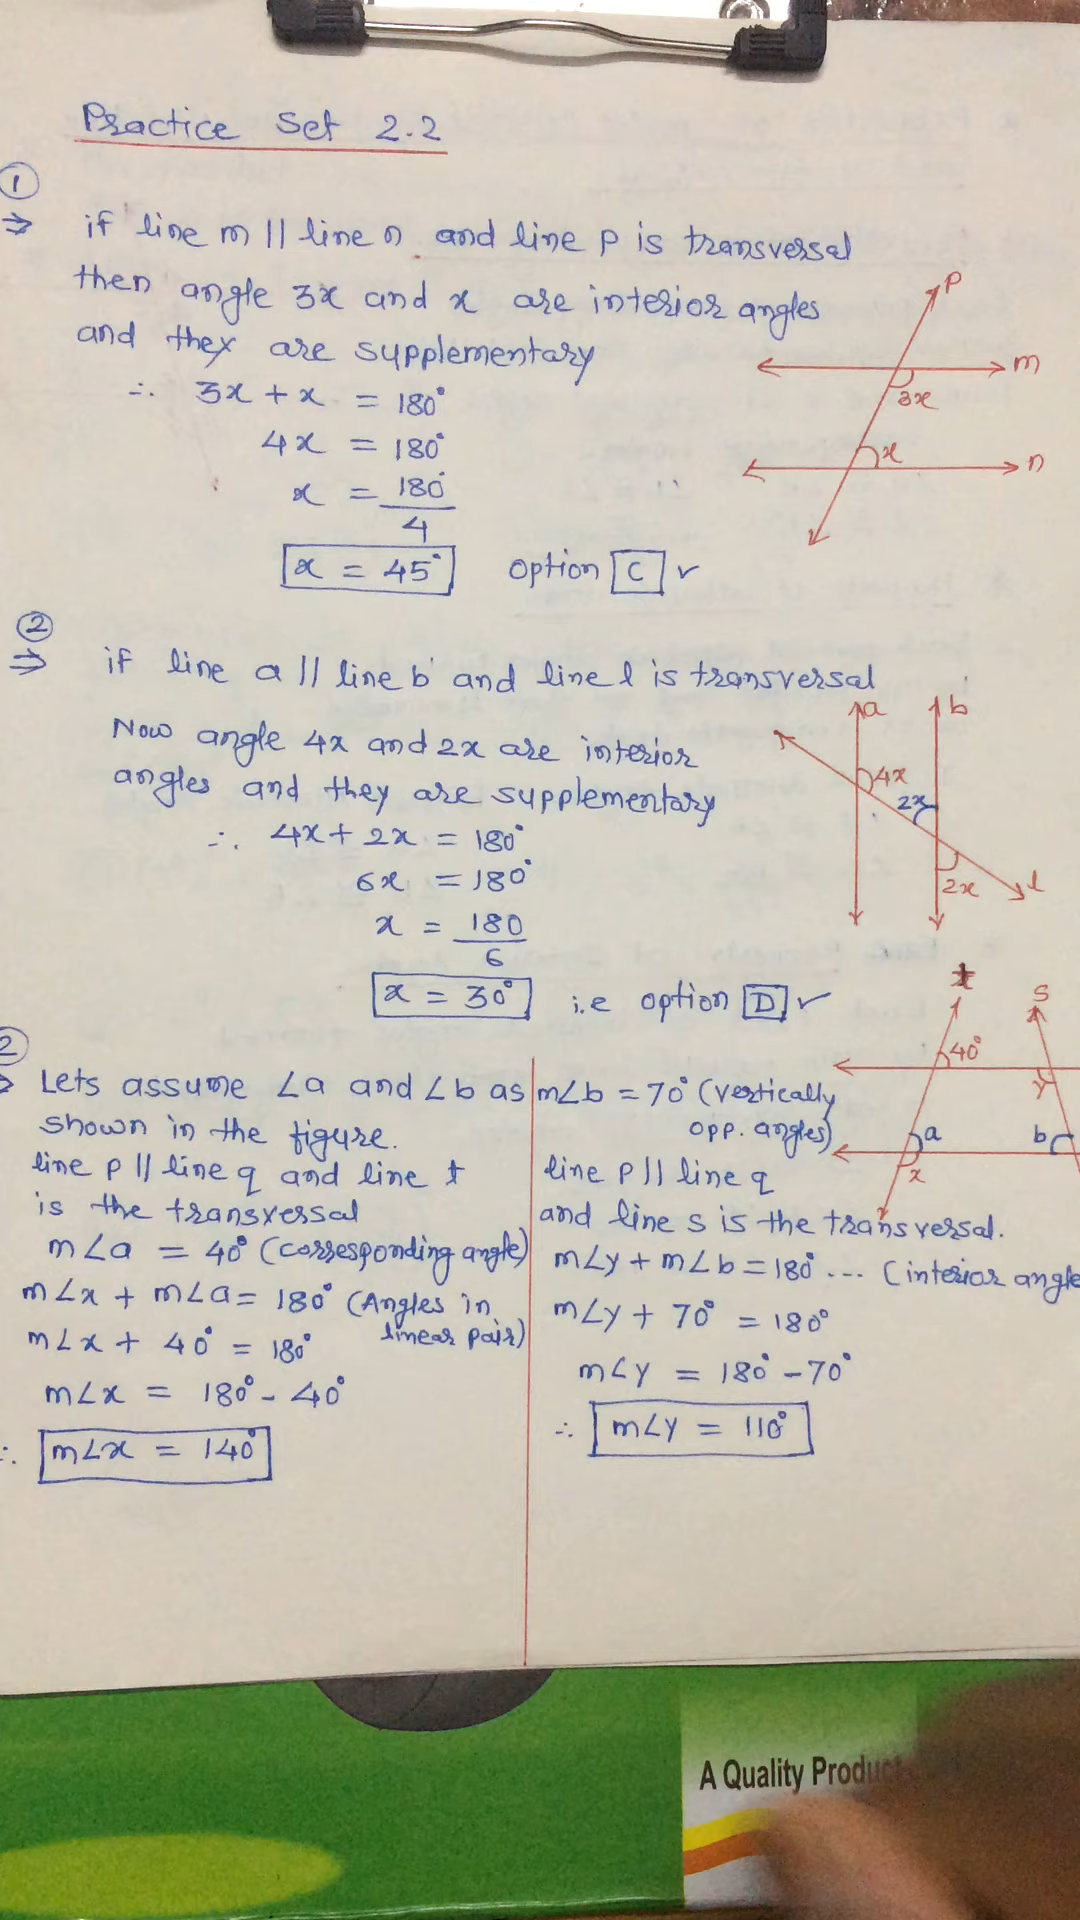 Practice Set 2.2
1
⇒ if line m || line n and line p is transversal
then angle 3x and x are interior angles
and they are supplementary
∴ 3x + x = 180°
4x = 180°
x = 180/4
x = 45° option C ✓
p
m
3x
x
n
2
⇒ if line a || line b and line l is transversal
Now angle 4x and 2x are interior
angles and they are supplementary
∴ 4x + 2x = 180°
6x = 180°
x = 180/6
x = 30° i.e option D ✓
a
b
4x
2x
2x
l
2
Lets assume ∠a and ∠b as
shown in the figure.
line p || line q and line t
is the transversal
m∠a = 40° (corresponding angle)
m∠x + m∠a = 180° (Angles in
linear pair)
m∠x + 40° = 180°
m∠x = 180° - 40°
∴ m∠x = 140°
m∠b = 70° (vertically
opp. angles)
line p || line q
and line s is the transversal.
m∠y + m∠b = 180° ... (interior angle
m∠y + 70° = 180°
m∠y = 180° - 70°
∴ m∠y = 110°
t
s
40°
y
a
b
x
A Quality Product